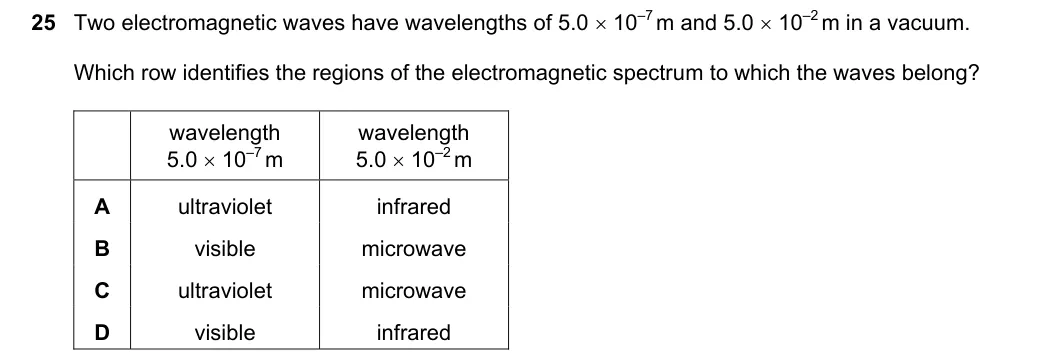 25 Two electromagnetic waves have wavelengths of 5.0 × 10⁻⁷ m and 5.0 × 10⁻² m in a vacuum.
Which row identifies the regions of the electromagnetic spectrum to which the waves belong?
wavelength 5.0 × 10⁻⁷ m wavelength 5.0 × 10⁻² m
A ultraviolet infrared
B visible microwave
C ultraviolet microwave
D visible infrared